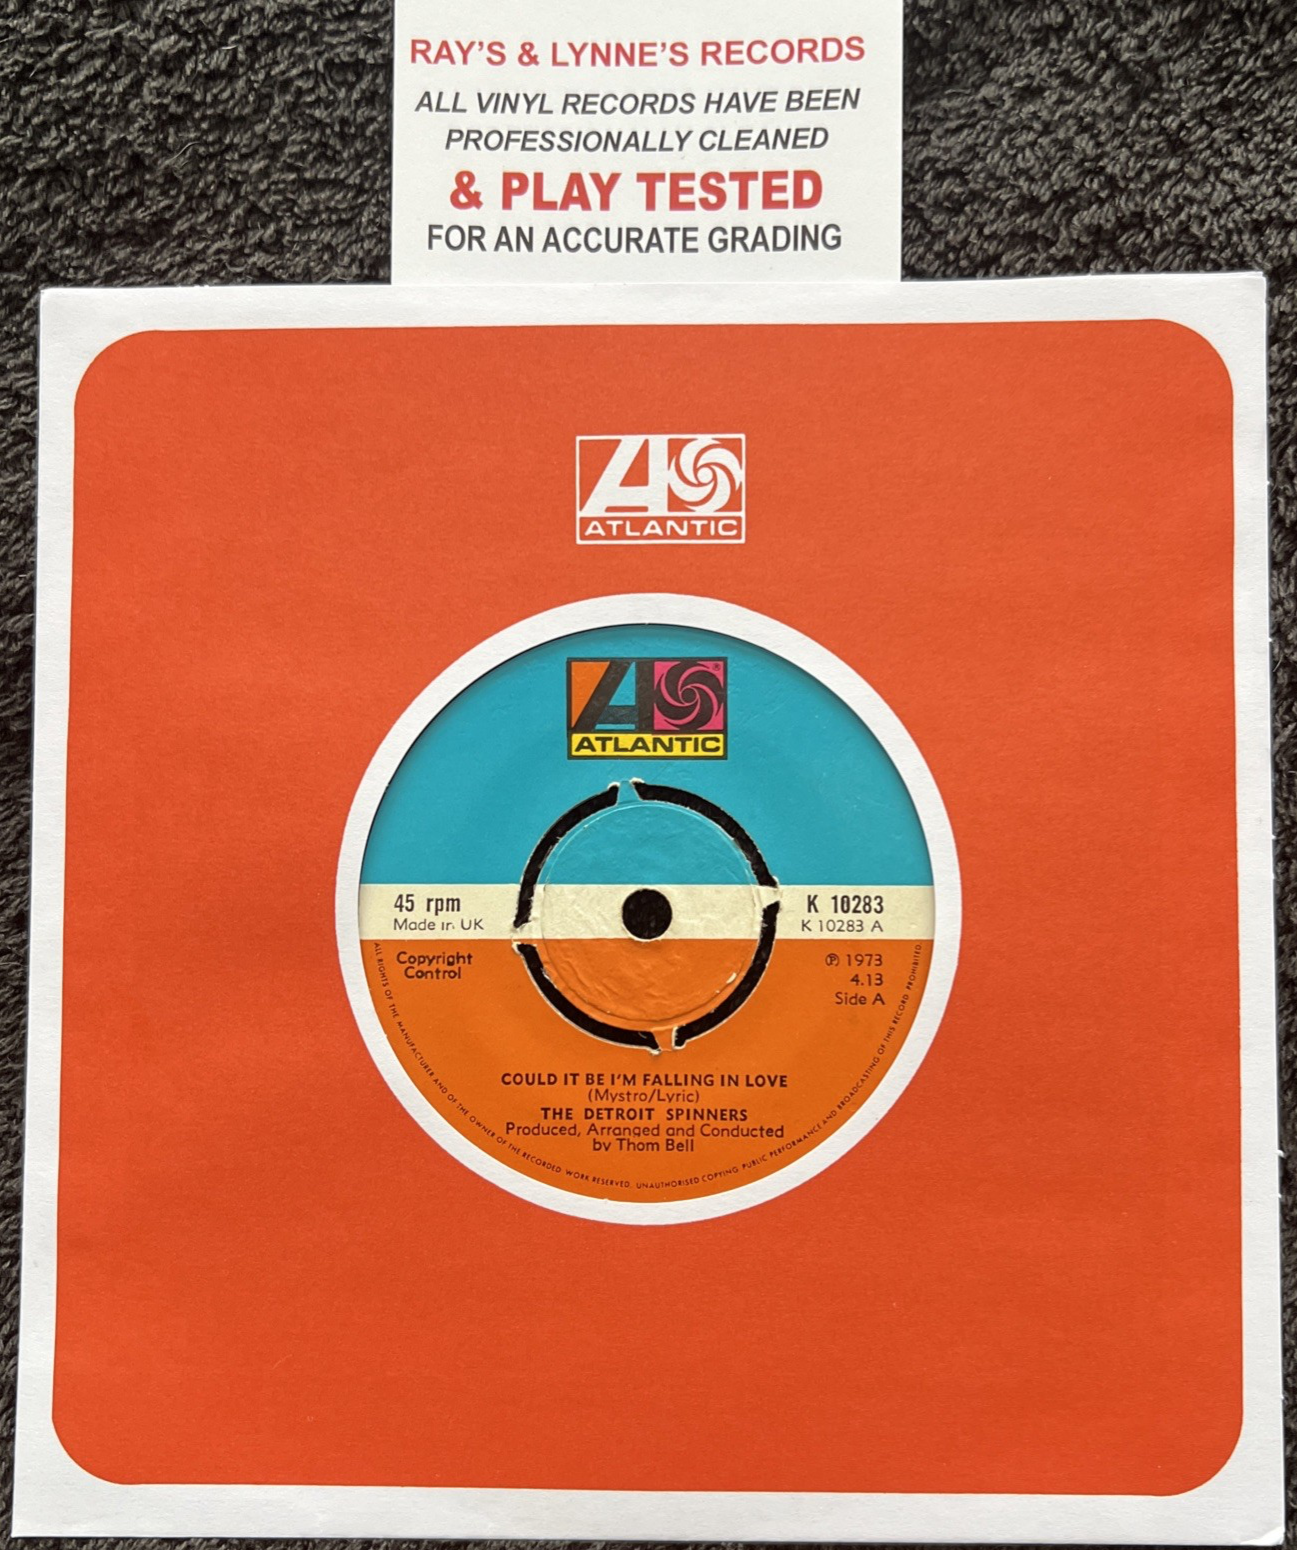 RAY'S & LYNNE'S RECORDS
ALL VINYL RECORDS HAVE BEEN
PROFESSIONALLY CLEANED
& PLAY TESTED
FOR AN ACCURATE GRADING
ATLANTIC
ATLANTIC
45 rpm
Made in UK
K 10283
K 10283 A
Copyright
Control
℗ 1973
4.13
Side A
COULD IT BE I'M FALLING IN LOVE
(Mystro/Lyric)
THE DETROIT SPINNERS
Produced, Arranged and Conducted
by Thom Bell
ALL RIGHTS OF THE MANUFACTURER AND OF THE OWNER OF THE RECORDED WORK RESERVED. UNAUTHORISED COPYING PUBLIC PERFORMANCE AND BROADCASTING OF THIS RECORD PROHIBITED